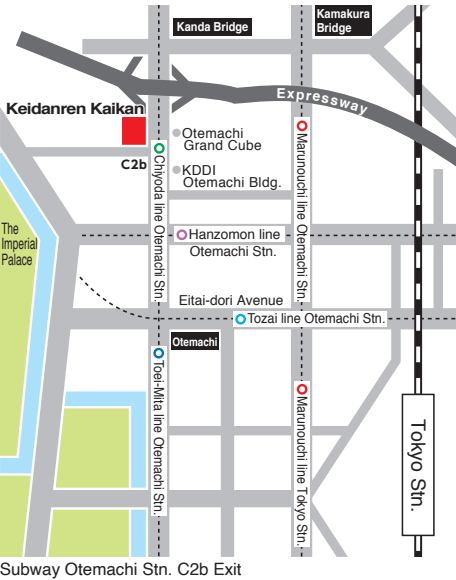 Kanda Bridge
Kamakura
Bridge
Expressway
Keidanren Kaikan
C2b
Otemachi
Grand Cube
KDDI
Otemachi Bldg.
Chiyoda line Otemachi Stn.
Marunouchi line Otemachi Stn.
The
Imperial
Palace
Hanzomon line
Otemachi Stn.
Eitai-dori Avenue
Tozai line Otemachi Stn.
Otemachi
Toei-Mita line Otemachi Stn.
Marunouchi line Tokyo Stn.
Tokyo Stn.
Subway Otemachi Stn. C2b Exit